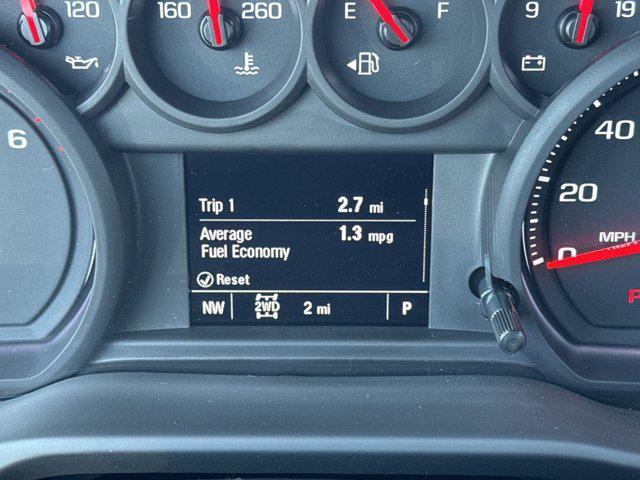 120
160 260
E F
9 19
6
40
20
0
MPH
Trip 1 2.7 mi
Average 1.3 mpg
Fuel Economy
Reset
NW 2WD 2 mi P